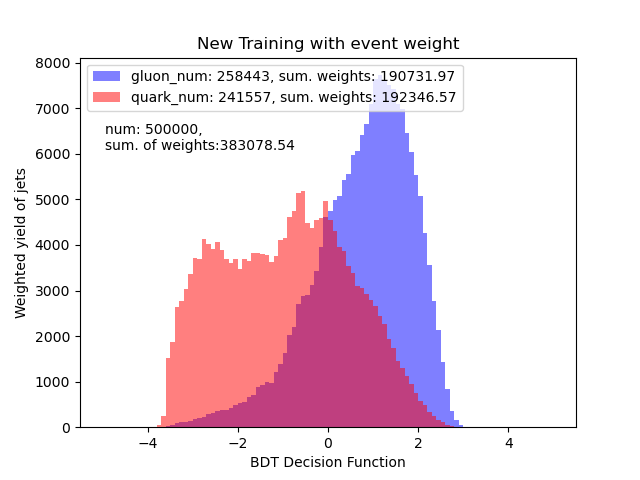 New Training with event weight
gluon_num: 258443, sum. weights: 190731.97
quark_num: 241557, sum. weights: 192346.57
num: 500000,
sum. of weights:383078.54
Weighted yield of jets
8000
7000
6000
5000
4000
3000
2000
1000
0
−4 −2 0 2 4
BDT Decision Function